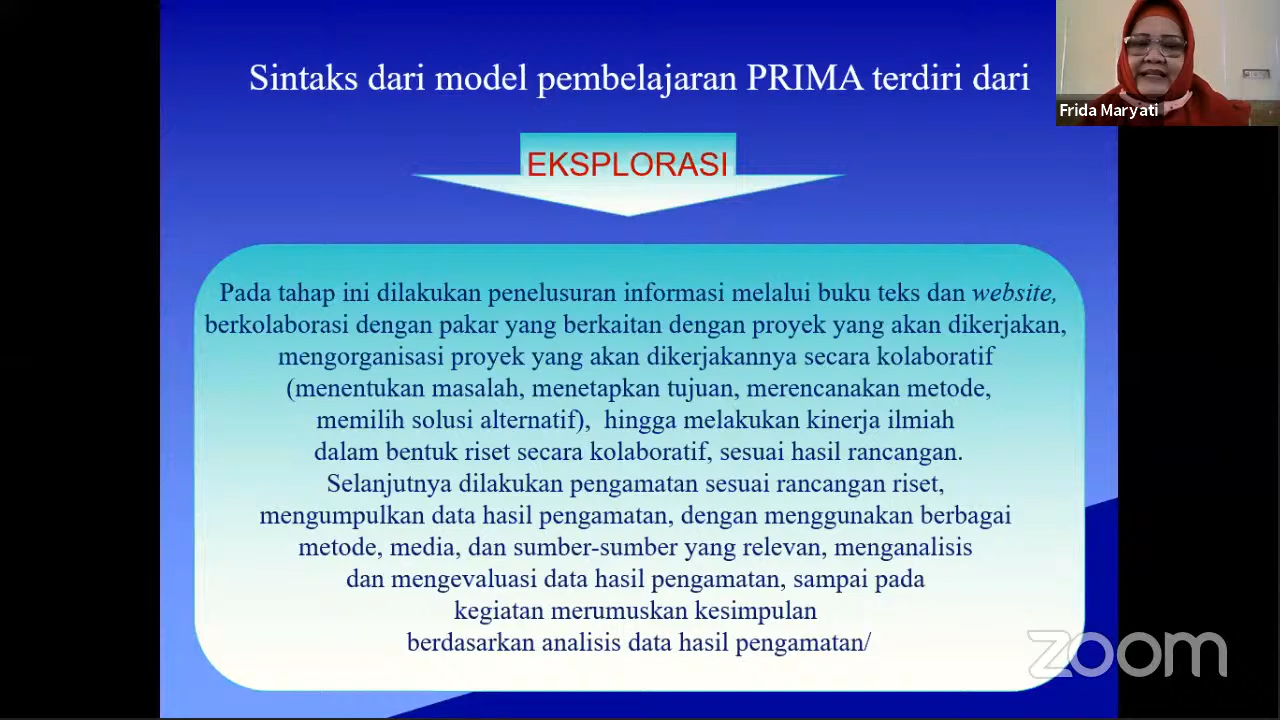 Sintaks dari model pembelajaran PRIMA terdiri dari
Frida Maryati
EKSPLORASI
Pada tahap ini dilakukan penelusuran informasi melalui buku teks dan website,
berkolaborasi dengan pakar yang berkaitan dengan proyek yang akan dikerjakan,
mengorganisasi proyek yang akan dikerjakannya secara kolaboratif
(menentukan masalah, menetapkan tujuan, merencanakan metode,
memilih solusi alternatif), hingga melakukan kinerja ilmiah
dalam bentuk riset secara kolaboratif, sesuai hasil rancangan.
Selanjutnya dilakukan pengamatan sesuai rancangan riset,
mengumpulkan data hasil pengamatan, dengan menggunakan berbagai
metode, media, dan sumber-sumber yang relevan, menganalisis
dan mengevaluasi data hasil pengamatan, sampai pada
kegiatan merumuskan kesimpulan
berdasarkan analisis data hasil pengamatan/
zoom